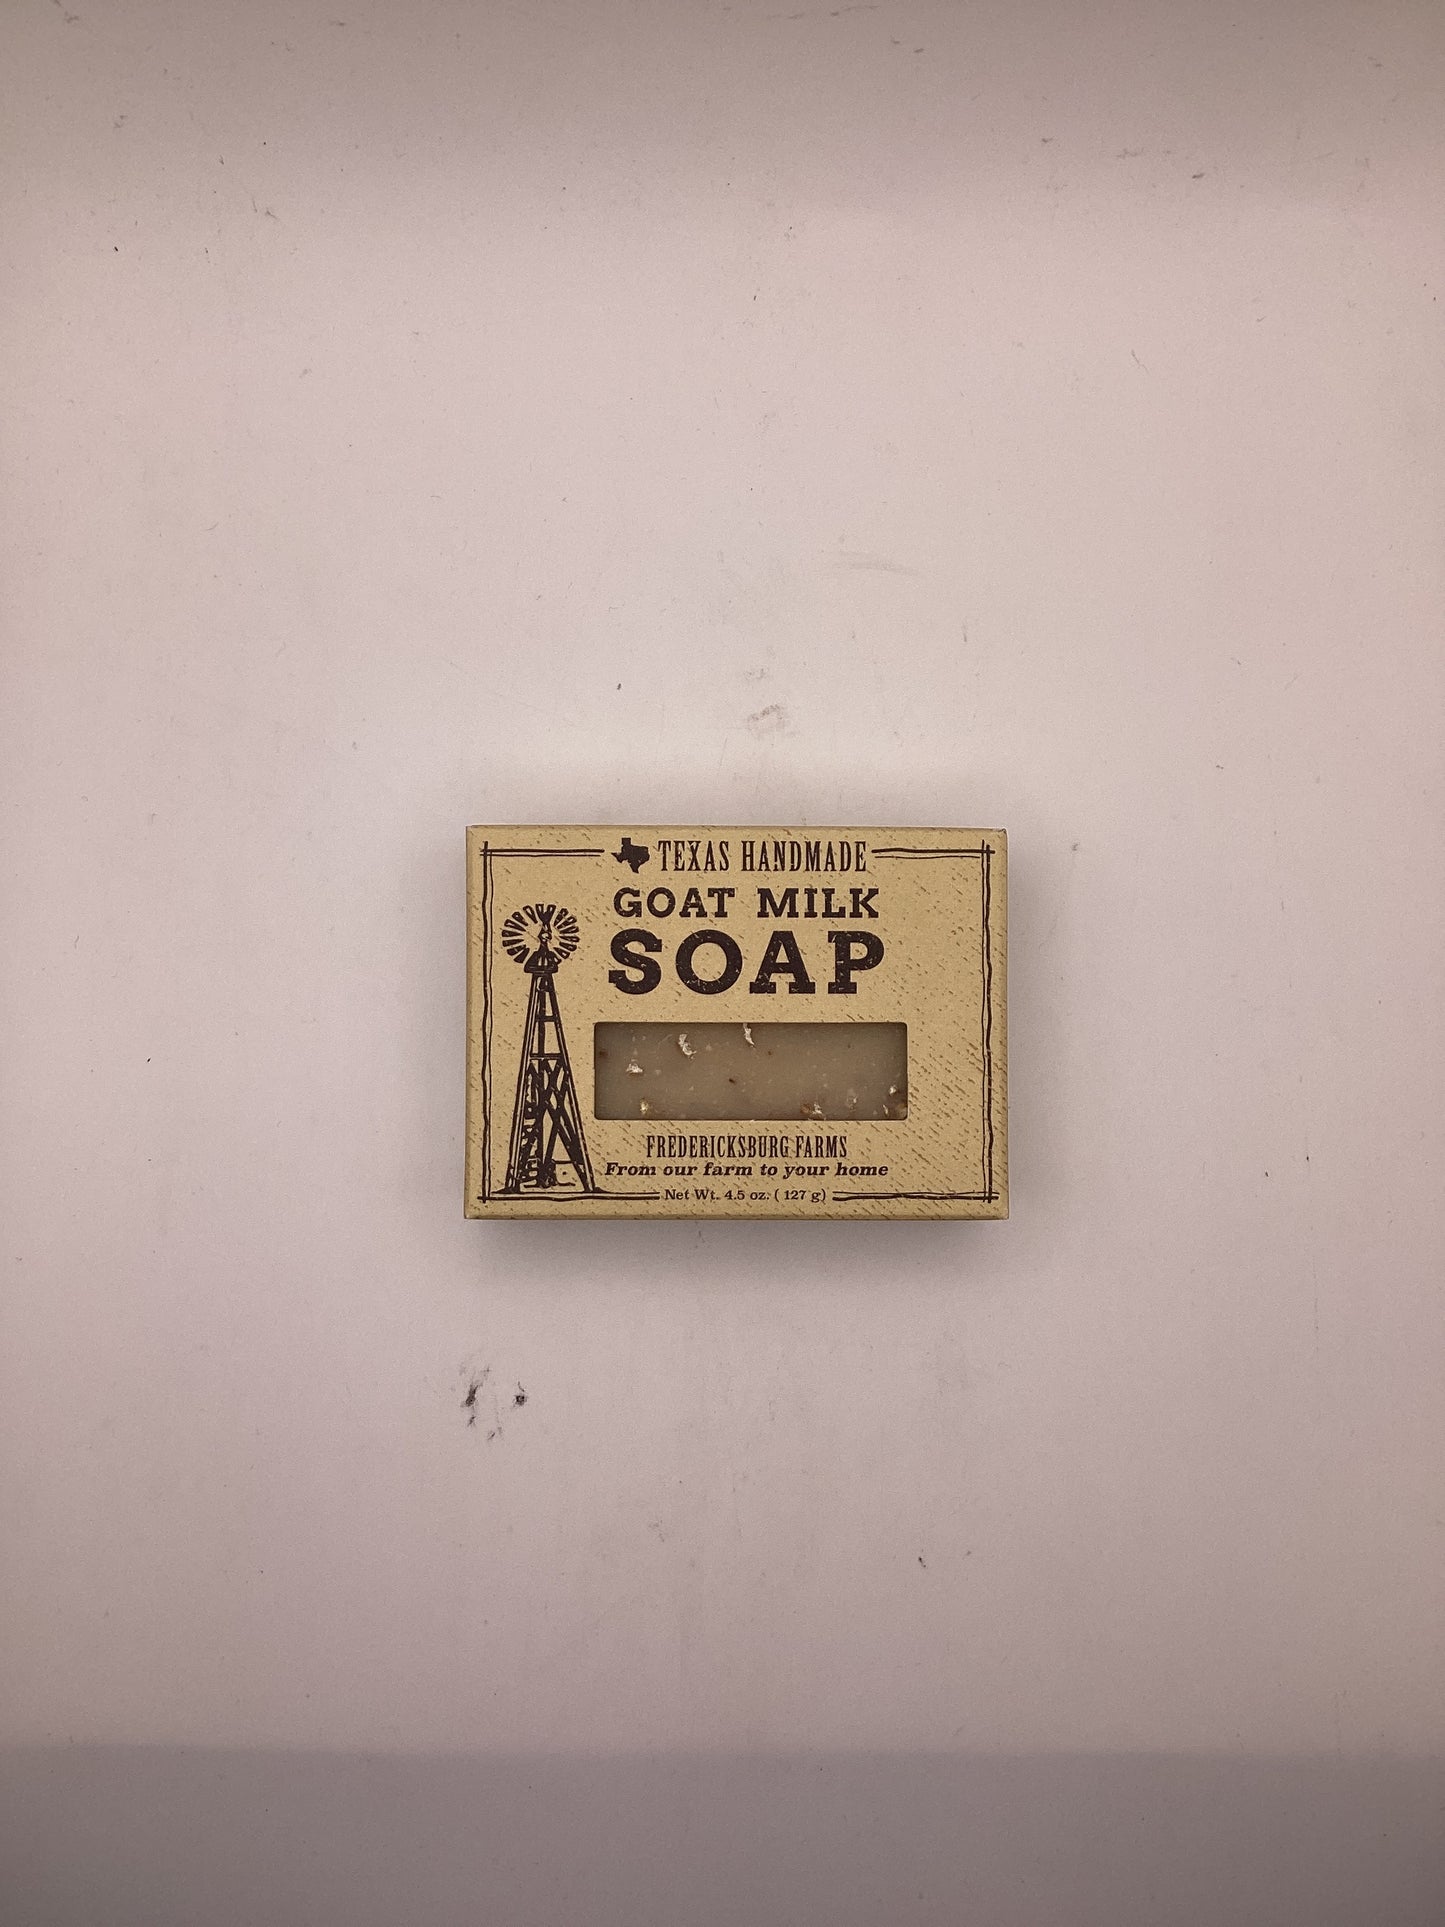 TEXAS HANDMADE
GOAT MILK
SOAP
FREDERICKSBURG FARMS
From our farm to your home
Net Wt. 4.5 oz. ( 127 g)